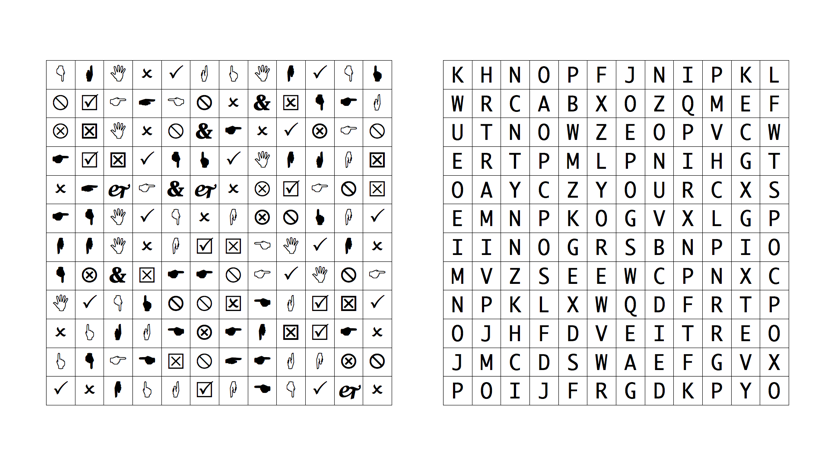 K H N O P F J N I P K L
W R C A B X O Z Q M E F
U T N O W Z E O P V C W
E R T P M L P N I H G T
O A Y C Z Y O U R C X S
E M N P K O G V X L G P
I I N O G R S B N P I O
M V Z S E E W C P N X C
N P K L X W Q D F R T P
O J H F D V E I T R E O
J M C D S W A E F G V X
P O I J F R G D K P Y O